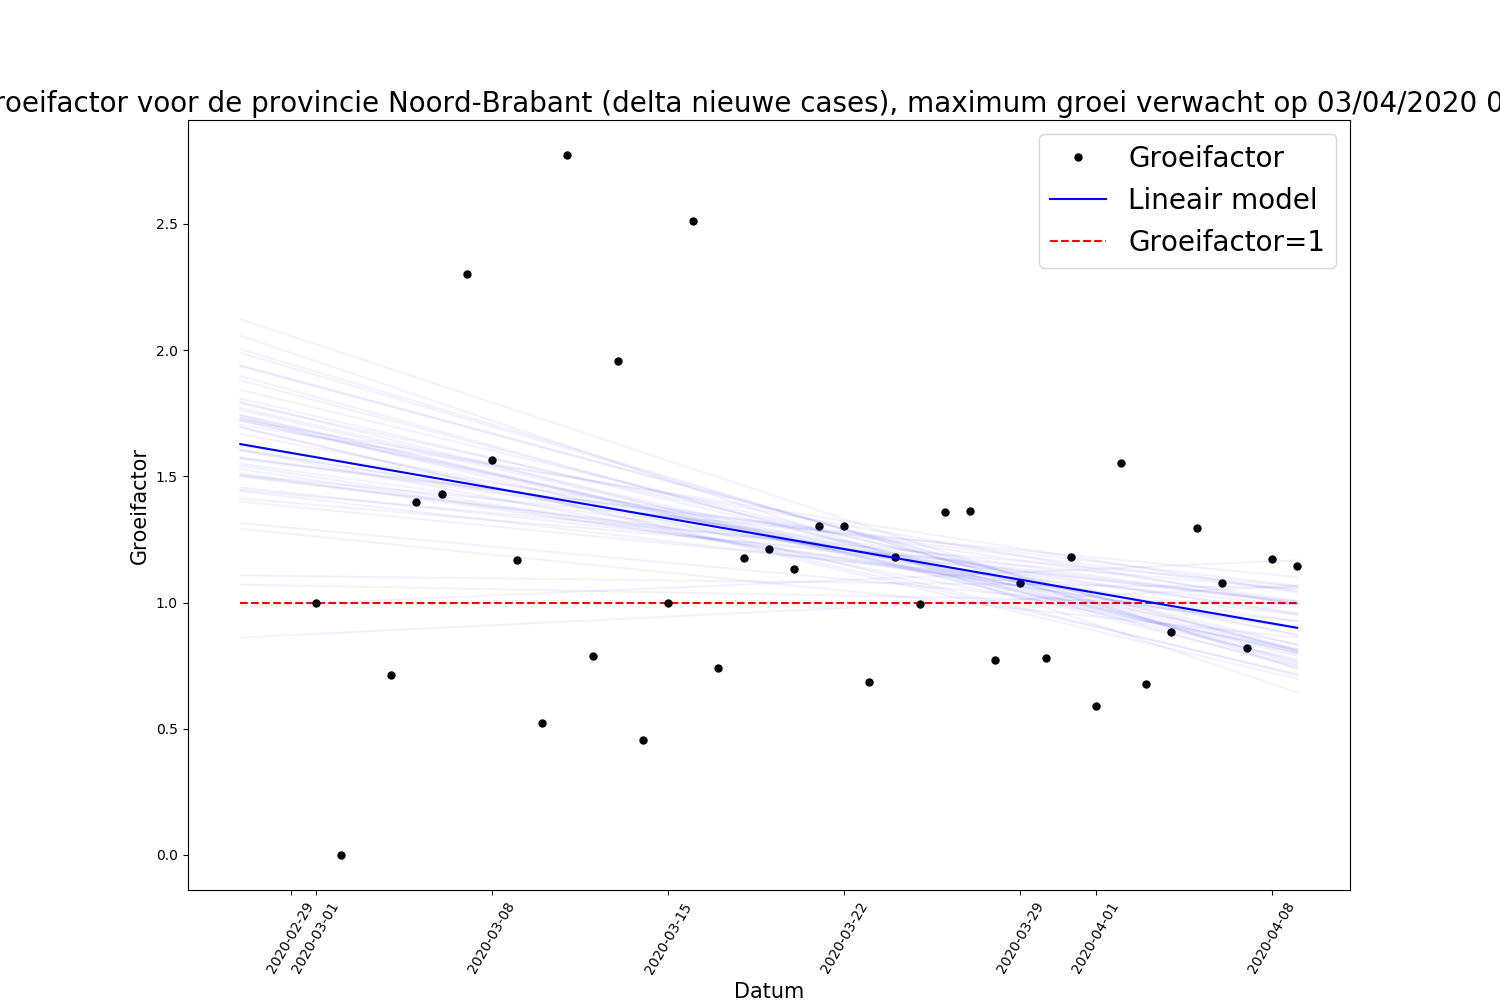 roeifactor voor de provincie Noord-Brabant (delta nieuwe cases), maximum groei verwacht op 03/04/2020 0
Groeifactor
Lineair model
Groeifactor=1
Groeifactor
2.5
2.0
1.5
1.0
0.5
0.0
2020-02-29
2020-03-01
2020-03-08
2020-03-15
2020-03-22
2020-03-29
2020-04-01
2020-04-08
Datum